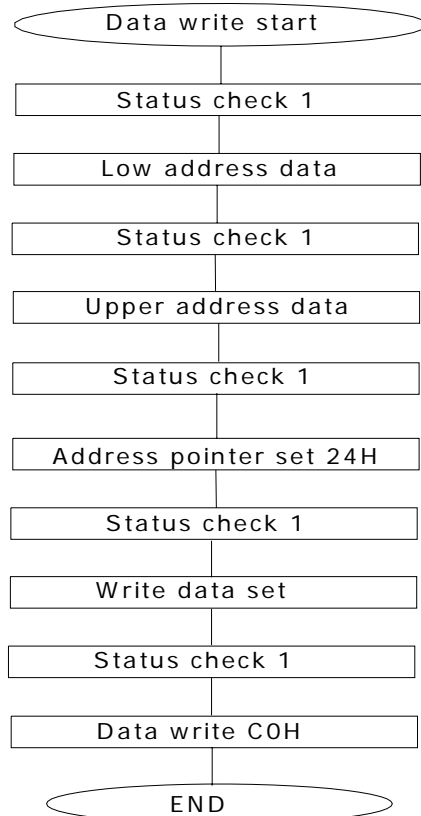 Data write start
Status check 1
Low address data
Status check 1
Upper address data
Status check 1
Address pointer set 24H
Status check 1
Write data set
Status check 1
Data write C0H
END